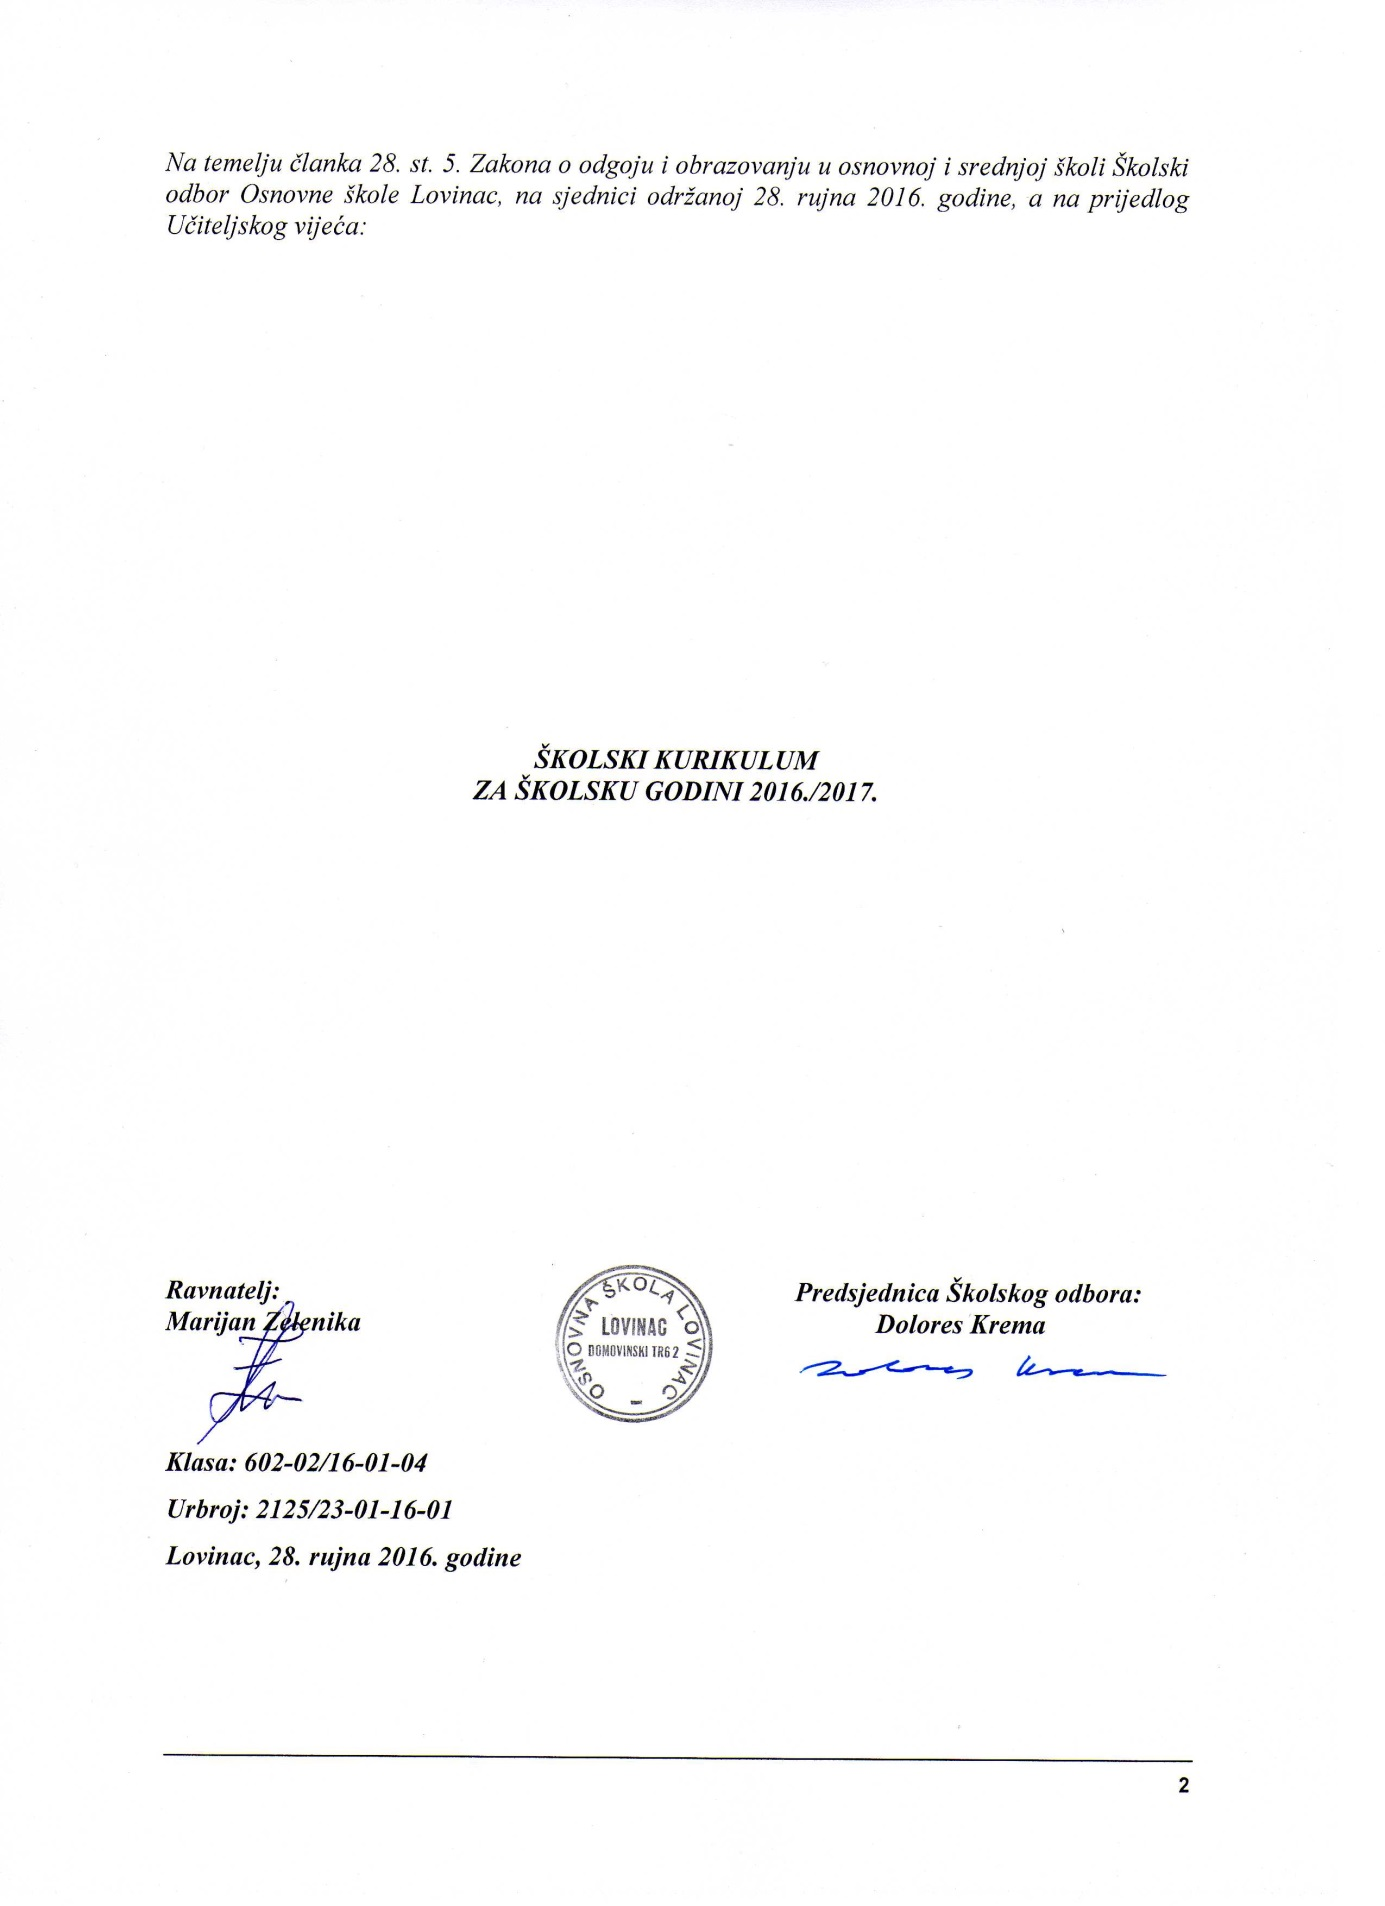 Na temelju članka 28. st. 5. Zakona o odgoju i obrazovanju u osnovnoj i srednjoj školi Školski
odbor Osnovne škole Lovinac, na sjednici održanoj 28. rujna 2016. godine, a na prijedlog
Učiteljskog vijeća:
ŠKOLSKI KURIKULUM
ZA ŠKOLSKU GODINI 2016./2017.
Ravnatelj:
Marijan Zelenika
OSNOVNA ŠKOLA LOVINAC
LOVINAC
DOMOVINSKI TRG 2
Predsjednica Školskog odbora:
Dolores Krema
Dolores Krema
Klasa: 602-02/16-01-04
Urbroj: 2125/23-01-16-01
Lovinac, 28. rujna 2016. godine
2